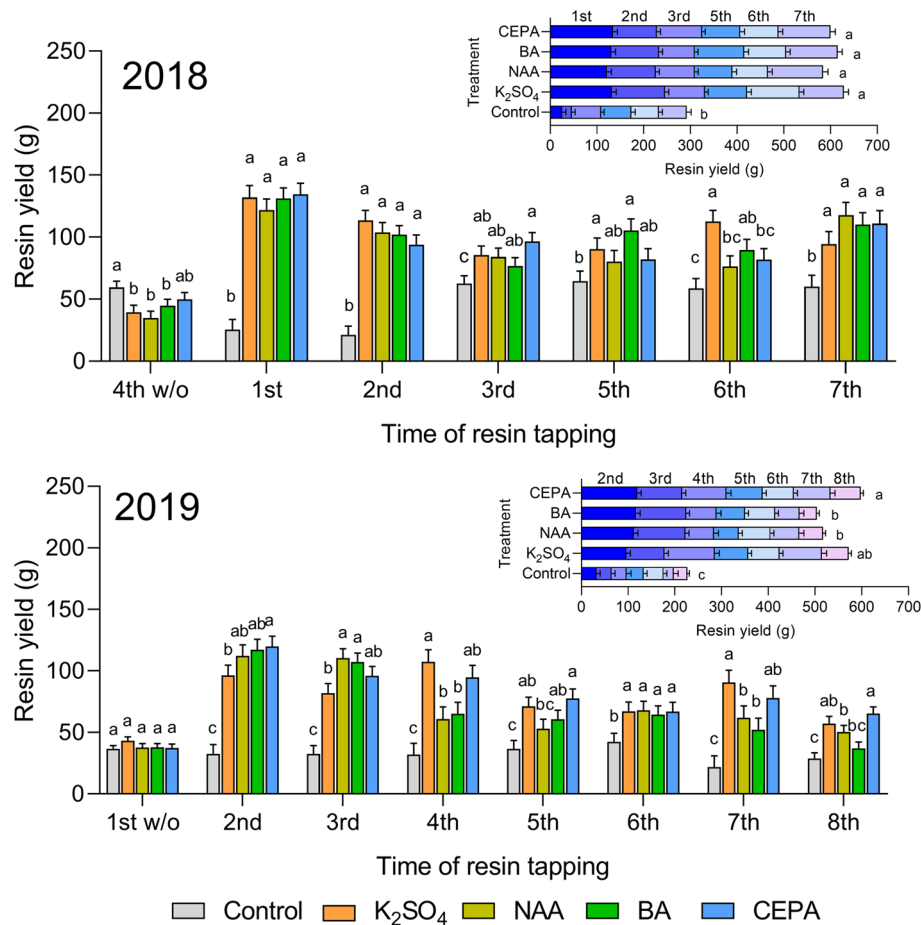 2018
Resin yield (g)
250
200
150
100
50
0
a b b b ab
b a a a a
b a a a a
c ab ab ab a
b a ab a ab
c a bc ab bc
b a a a a
4th w/o 1st 2nd 3rd 5th 6th 7th
Time of resin tapping
1st 2nd 3rd 5th 6th 7th
Treatment
CEPA a
BA a
NAA a
K₂SO₄ a
Control b
0 100 200 300 400 500 600 700
Resin yield (g)
2019
Resin yield (g)
250
200
150
100
50
0
a a a a a
c b ab ab a
c b a a ab
c a b b ab
c ab bc ab a
b a a a a
c a b b ab
c ab b bc a
1st w/o 2nd 3rd 4th 5th 6th 7th 8th
Time of resin tapping
2nd 3rd 4th 5th 6th 7th 8th
Treatment
CEPA a
BA b
NAA b
K₂SO₄ ab
Control c
0 100 200 300 400 500 600 700
Resin yield (g)
Control K₂SO₄ NAA BA CEPA